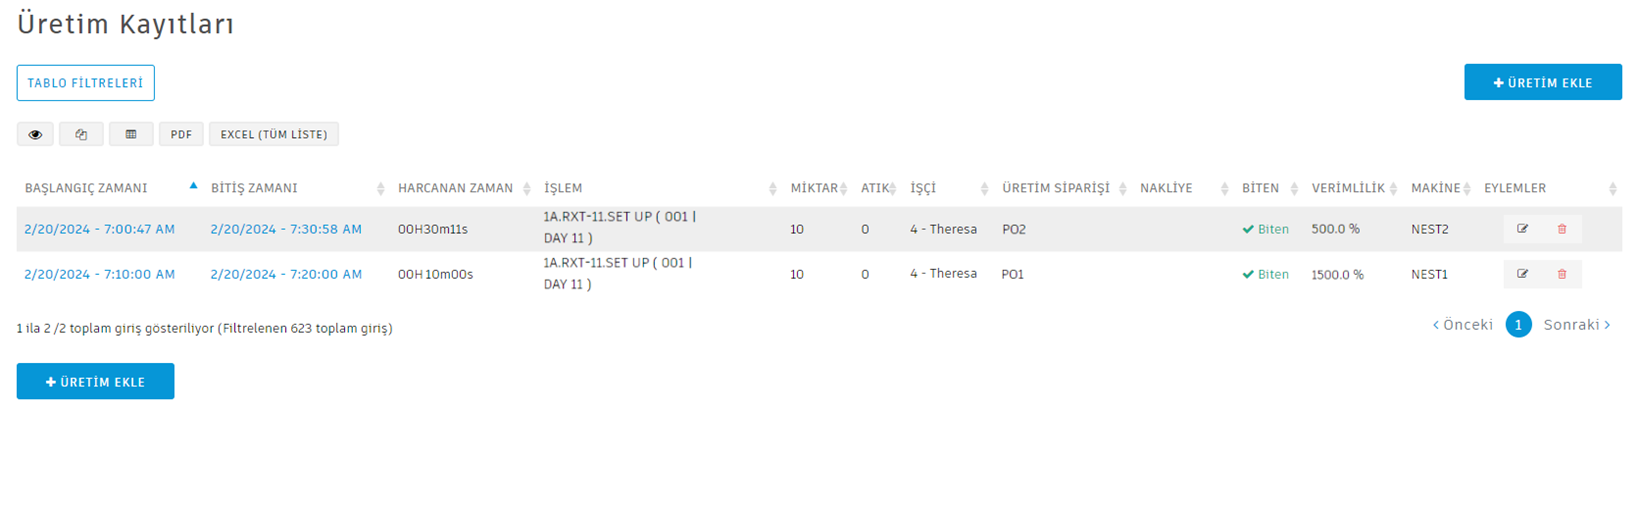 Üretim Kayıtları
TABLO FİLTRELERİ
+ ÜRETİM EKLE
PDF
EXCEL (TÜM LİSTE)
BAŞLANGIÇ ZAMANI BİTİŞ ZAMANI HARCANAN ZAMAN İŞLEM MİKTAR ATIK İŞÇİ ÜRETİM SİPARİŞİ NAKLİYE BİTEN VERİMLİLİK MAKİNE EYLEMLER
2/20/2024 - 7:00:47 AM 2/20/2024 - 7:30:58 AM 00H30m11s 1A.RXT-11.SET UP ( 001 | 10 0 4 - Theresa PO2 Biten 500.0 % NEST2
DAY 11 )
2/20/2024 - 7:10:00 AM 2/20/2024 - 7:20:00 AM 00H10m00s 1A.RXT-11.SET UP ( 001 | 10 0 4 - Theresa PO1 Biten 1500.0 % NEST1
DAY 11 )
1 ila 2 /2 toplam giriş gösteriliyor (Filtrelenen 623 toplam giriş)
‹ Önceki 1 Sonraki ›
+ ÜRETİM EKLE